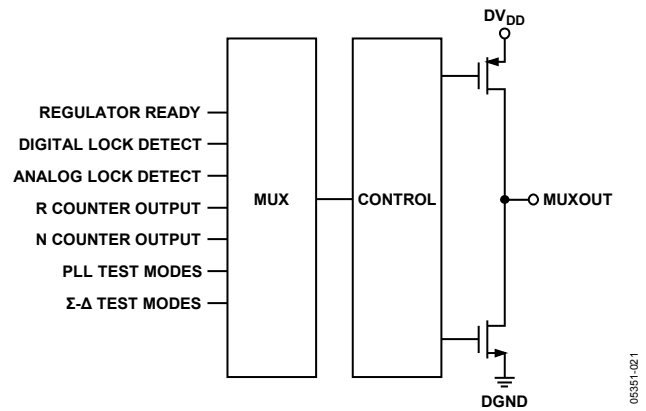 DVDD
REGULATOR READY
DIGITAL LOCK DETECT
ANALOG LOCK DETECT
R COUNTER OUTPUT
N COUNTER OUTPUT
PLL TEST MODES
Σ-Δ TEST MODES
MUX
CONTROL
MUXOUT
DGND
05351-021